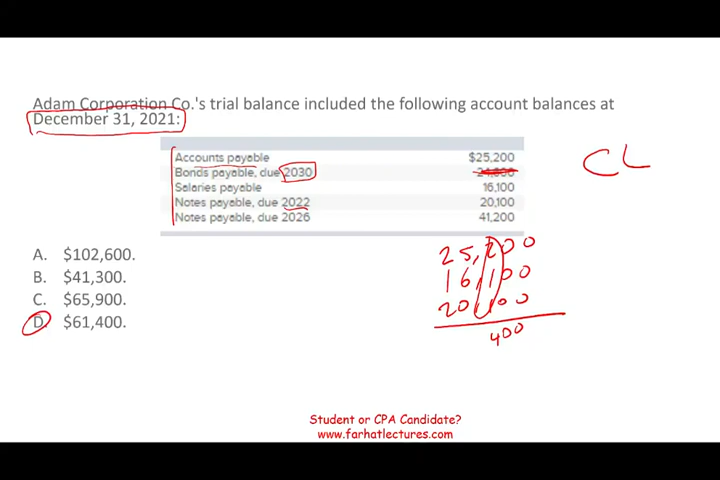 Adam Corporation Co.'s trial balance included the following account balances at
December 31, 2021:
CL
Accounts payable $25,200
Bonds payable, due 2030
Salaries payable 16,100
Notes payable, due 2022 20,100
Notes payable, due 2026 41,200
A. $102,600.
B. $41,300.
C. $65,900.
D. $61,400.
25,200
16,100
20,100
400
Student or CPA Candidate?
www.farhatlectures.com